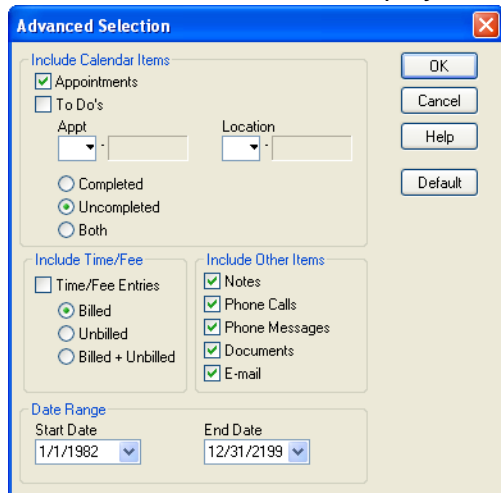 Advanced Selection
Include Calendar Items
Appointments
To Do's
Appt
Location
-
-
Completed
Uncompleted
Both
OK
Cancel
Help
Default
Include Time/Fee
Time/Fee Entries
Billed
Unbilled
Billed + Unbilled
Include Other Items
Notes
Phone Calls
Phone Messages
Documents
E-mail
Date Range
Start Date
End Date
1/1/1982
12/31/2199